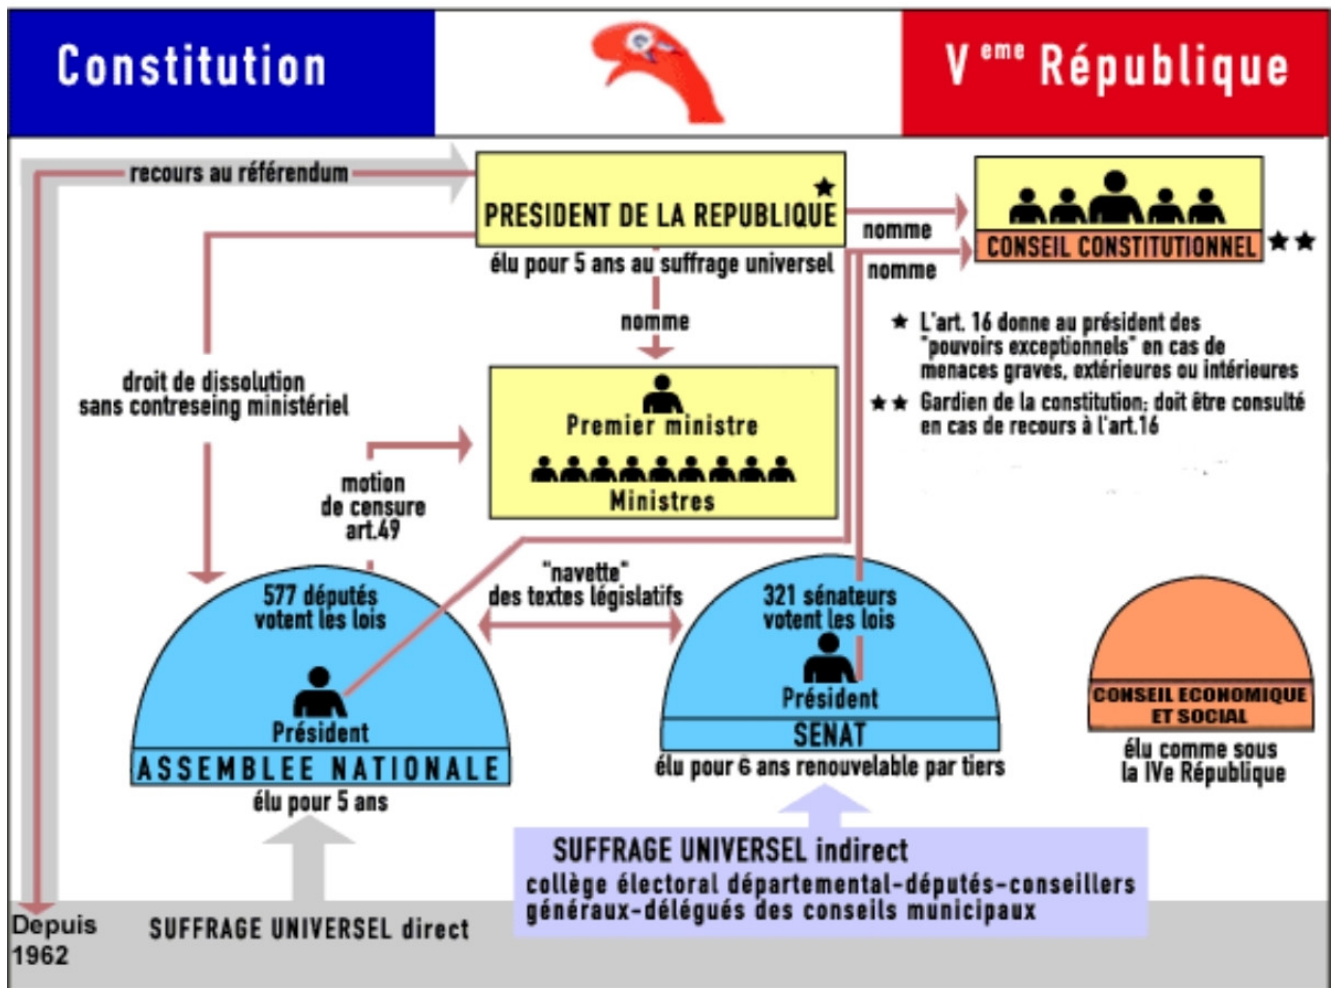 Constitution
V eme République
recours au référendum
PRESIDENT DE LA REPUBLIQUE
élu pour 5 ans au suffrage universel
nomme
nomme
CONSEIL CONSTITUTIONNEL ★★
nomme
★ L'art. 16 donne au président des
"pouvoirs exceptionnels" en cas de
menaces graves, extérieures ou intérieures
★★ Gardien de la constitution; doit être consulté
en cas de recours à l'art.16
droit de dissolution
sans contreseing ministériel
Premier ministre
Ministres
motion
de censure
art.49
"navette"
des textes législatifs
577 députés
votent les lois
Président
ASSEMBLEE NATIONALE
élu pour 5 ans
321 sénateurs
votent les lois
Président
SENAT
élu pour 6 ans renouvelable par tiers
CONSEIL ECONOMIQUE
ET SOCIAL
élu comme sous
la IVe République
SUFFRAGE UNIVERSEL indirect
collège électoral départemental-députés-conseillers
généraux-délégués des conseils municipaux
Depuis
1962
SUFFRAGE UNIVERSEL direct